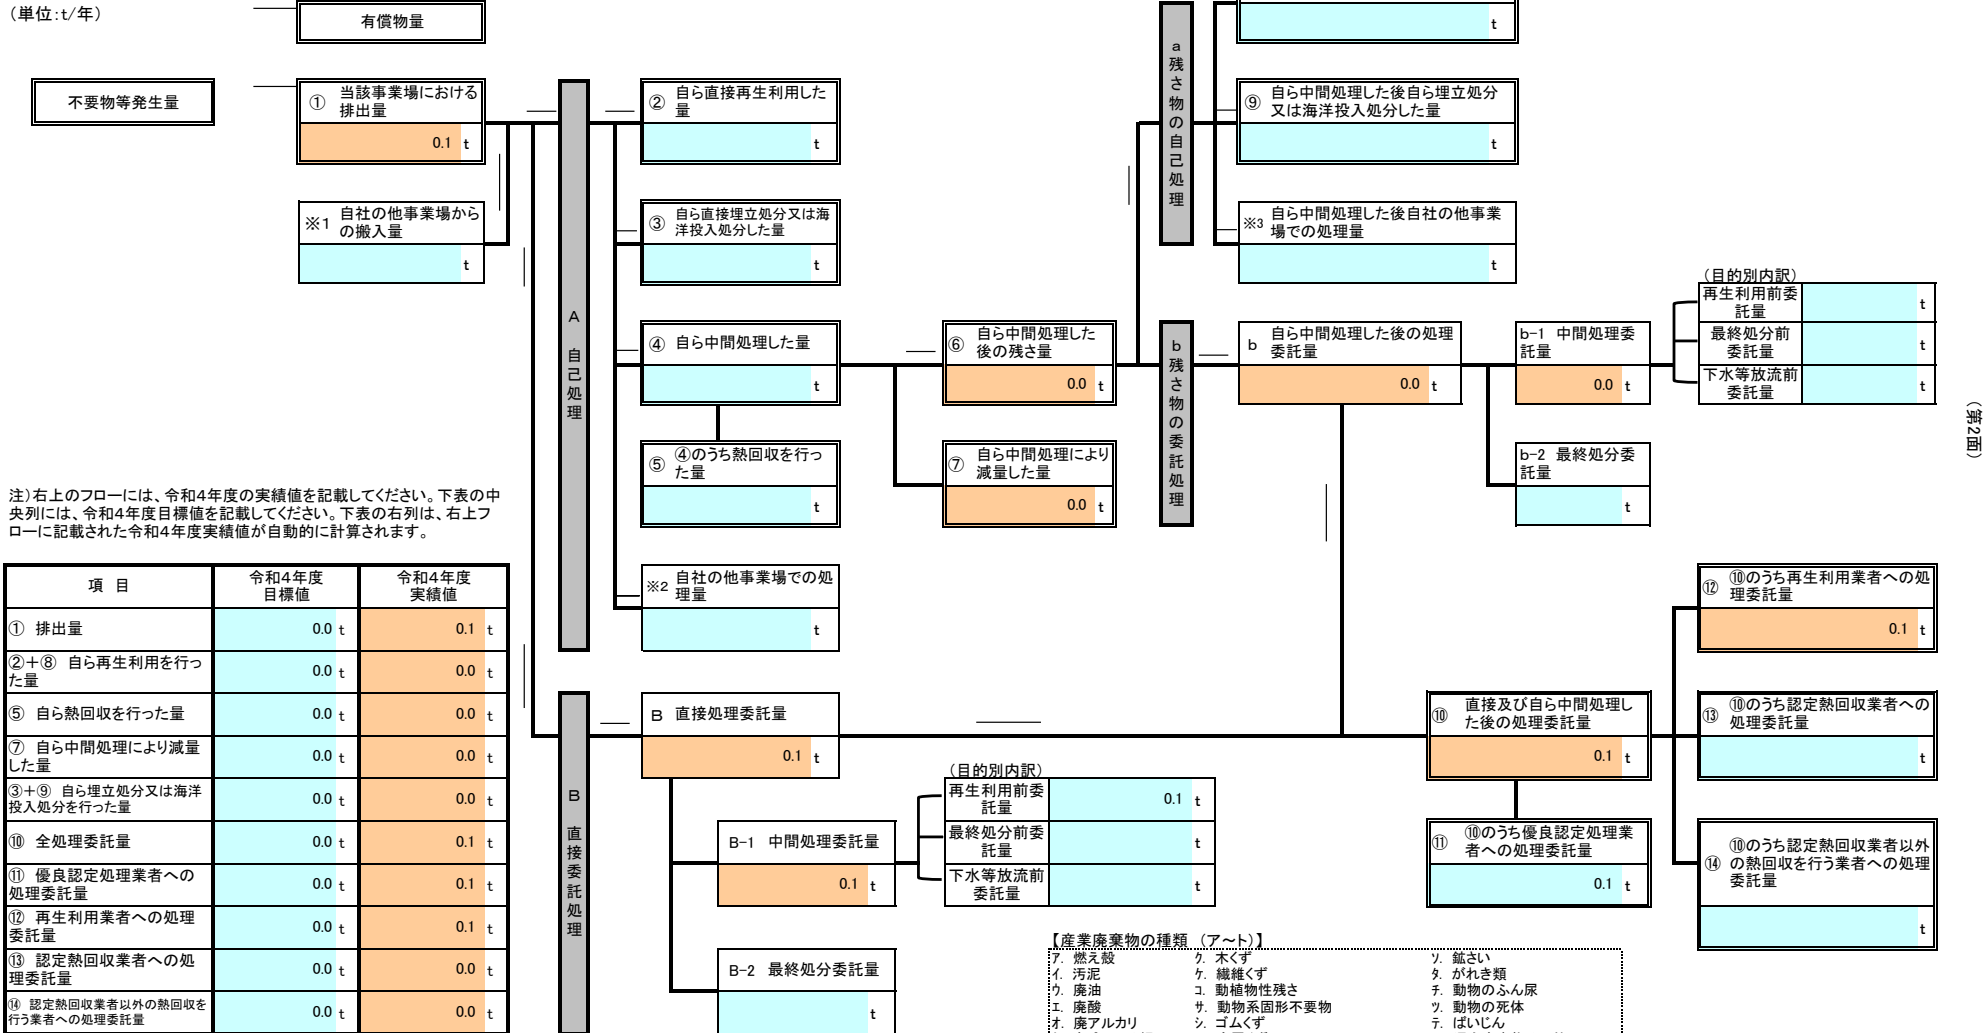 （単位：t/年）
有償物量
t
不要物等発生量
① 当該事業場における
排出量
0.1 t
※1 自社の他事業場から
の搬入量
t
A 自己処理
② 自ら直接再生利用した
量
t
③ 自ら直接埋立処分又は海
洋投入処分した量
t
④ 自ら中間処理した量
t
⑤ ④のうち熱回収を行っ
た量
t
※2 自社の他事業場での処
理量
t
⑥ 自ら中間処理した
後の残さ量
0.0 t
⑦ 自ら中間処理により
減量した量
0.0 t
a 残さ物の自己処理
⑨ 自ら中間処理した後自ら埋立処分
又は海洋投入処分した量
t
※3 自ら中間処理した後自社の他事業
場での処理量
t
b 残さ物の委託処理
b 自ら中間処理した後の処理
委託量
0.0 t
b-1 中間処理委
託量
0.0 t
b-2 最終処分委
託量
t
（目的別内訳）
再生利用前委
託量
t
最終処分前
委託量
t
下水等放流前
委託量
t
（第2面）
注）右上のフローには、令和4年度の実績値を記載してください。下表の中
央列には、令和4年度目標値を記載してください。下表の右列は、右上フ
ローに記載された令和4年度実績値が自動的に計算されます。
項 目 令和4年度
目標値 令和4年度
実績値
① 排出量 0.0 t 0.1 t
②＋⑧ 自ら再生利用を行っ
た量 0.0 t 0.0 t
⑤ 自ら熱回収を行った量 0.0 t 0.0 t
⑦ 自ら中間処理により減量
した量 0.0 t 0.0 t
③＋⑨ 自ら埋立処分又は海洋
投入処分を行った量 0.0 t 0.0 t
⑩ 全処理委託量 0.0 t 0.1 t
⑪ 優良認定処理業者への
処理委託量 0.0 t 0.1 t
⑫ 再生利用業者への処理
委託量 0.0 t 0.1 t
⑬ 認定熱回収業者への処
理委託量 0.0 t 0.0 t
⑭ 認定熱回収業者以外の熱回収を
行う業者への処理委託量 0.0 t 0.0 t
B 直接委託処理
B 直接処理委託量
0.1 t
B-1 中間処理委託量
0.1 t
B-2 最終処分委託量
t
（目的別内訳）
再生利用前委
託量
0.1 t
最終処分前委
託量
t
下水等放流前
委託量
t
⑩ 直接及び自ら中間処理し
た後の処理委託量
0.1 t
⑪ ⑩のうち優良認定処理業
者への処理委託量
0.1 t
⑫ ⑩のうち再生利用業者への処
理委託量
0.1 t
⑬ ⑩のうち認定熱回収業者への
処理委託量
t
⑭ ⑩のうち認定熱回収業者以外
の熱回収を行う業者への処理
委託量
t
【産業廃棄物の種類 （ア～ト）】
ア. 燃え殻 ク. 木くず ソ. 鉱さい
イ. 汚泥 ケ. 繊維くず タ. がれき類
ウ. 廃油 コ. 動植物性残さ チ. 動物のふん尿
エ. 廃酸 サ. 動物系固形不要物 ツ. 動物の死体
オ. 廃アルカリ シ. ゴムくず テ. ばいじん